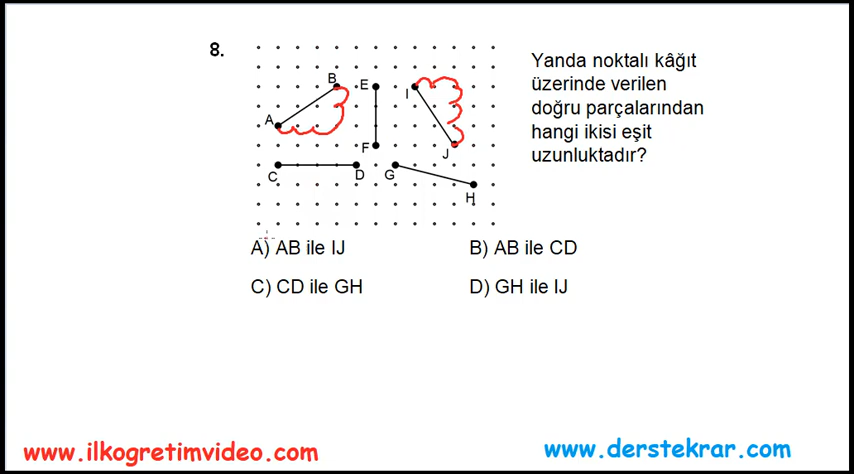 8.
Yanda noktalı kâğıt
üzerinde verilen
doğru parçalarından
hangi ikisi eşit
uzunluktadır?
B
E
I
A
F
J
C
D
G
H
A) AB ile IJ
B) AB ile CD
C) CD ile GH
D) GH ile IJ
www.ilkogretimvideo.com
www.derstekrar.com